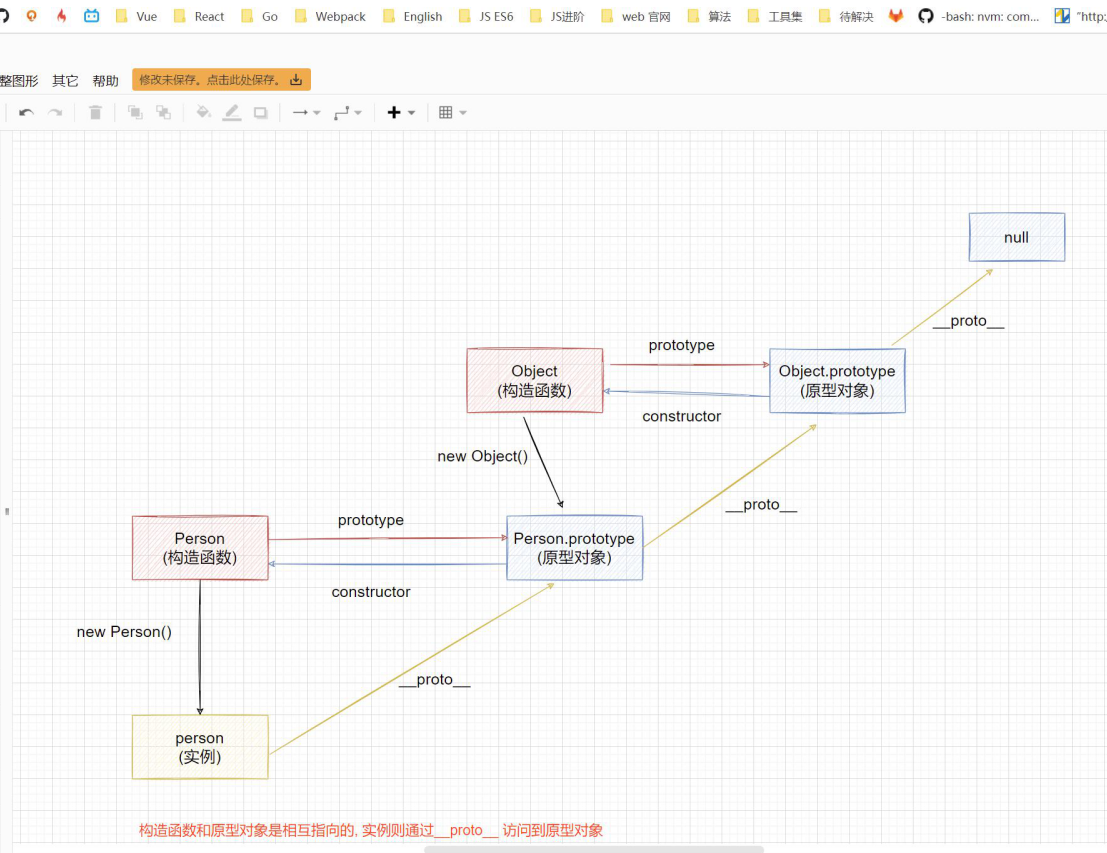 Vue React Go Webpack English JS ES6 JS进阶 web 官网 算法 工具集 待解决 -bash: nvm: com... "http:
整图形 其它 帮助 修改未保存。点击此处保存。
null
__proto__
prototype
Object
(构造函数)
Object.prototype
(原型对象)
constructor
new Object()
__proto__
prototype
Person
(构造函数)
Person.prototype
(原型对象)
constructor
new Person()
__proto__
person
(实例)
构造函数和原型对象是相互指向的, 实例则通过__proto__ 访问到原型对象